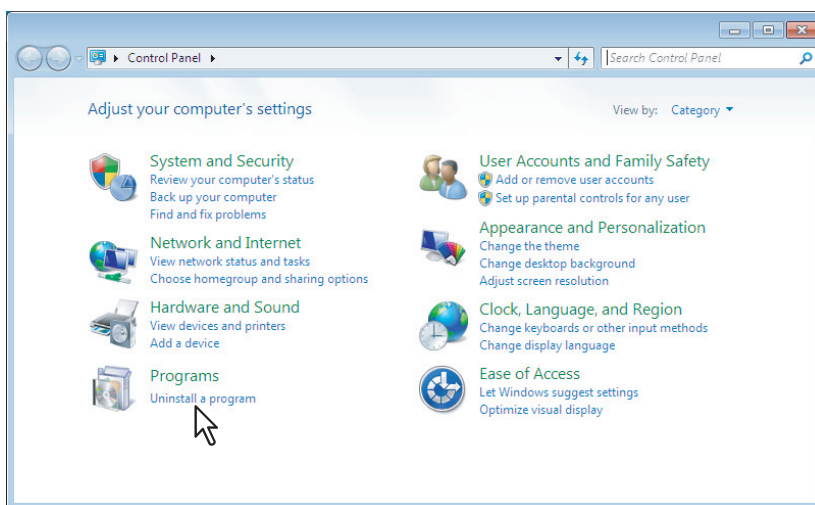 Control Panel
Search Control Panel
Adjust your computer's settings
View by: Category
System and Security
Review your computer's status
Back up your computer
Find and fix problems
Network and Internet
View network status and tasks
Choose homegroup and sharing options
Hardware and Sound
View devices and printers
Add a device
Programs
Uninstall a program
User Accounts and Family Safety
Add or remove user accounts
Set up parental controls for any user
Appearance and Personalization
Change the theme
Change desktop background
Adjust screen resolution
Clock, Language, and Region
Change keyboards or other input methods
Change display language
Ease of Access
Let Windows suggest settings
Optimize visual display